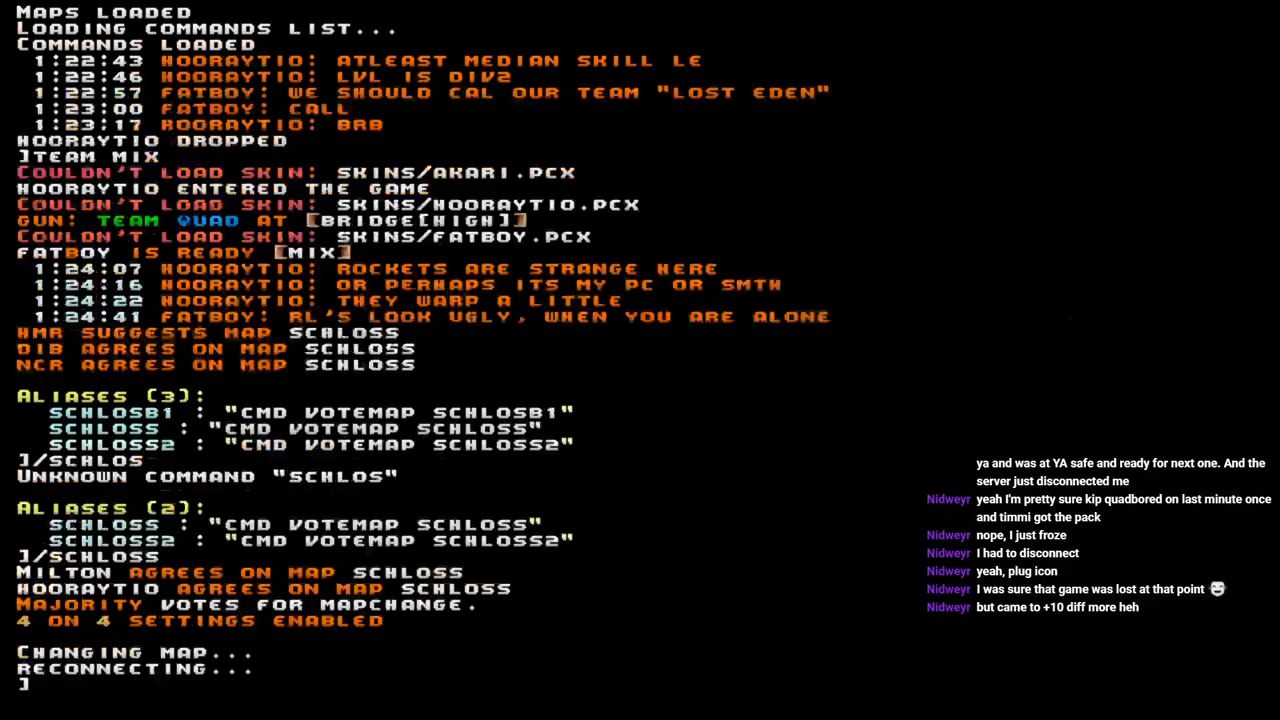 MAPS LOADED
LOADING COMMANDS LIST...
COMMANDS LOADED
1:22:43 HOORAYTIO: ATLEAST MEDIAN SKILL LE
1:22:46 HOORAYTIO: LVL IS DIV2
1:22:57 FATBOY: WE SHOULD CAL OUR TEAM "LOST EDEN"
1:23:00 FATBOY: CALL
1:23:17 HOORAYTIO: BRB
HOORAYTIO DROPPED
]TEAM MIX
COULDN'T LOAD SKIN: SKINS/AKARI.PCX
HOORAYTIO ENTERED THE GAME
COULDN'T LOAD SKIN: SKINS/HOORAYTIO.PCX
GUN: TEAM QUAD AT [BRIDGE[HIGH]]
COULDN'T LOAD SKIN: SKINS/FATBOY.PCX
FATBOY IS READY [MIX]
1:24:07 HOORAYTIO: ROCKETS ARE STRANGE HERE
1:24:16 HOORAYTIO: OR PERHAPS ITS MY PC OR SMTH
1:24:22 HOORAYTIO: THEY WARP A LITTLE
1:24:41 FATBOY: RL'S LOOK UGLY, WHEN YOU ARE ALONE
HMR SUGGESTS MAP SCHLOSS
DIB AGREES ON MAP SCHLOSS
NCR AGREES ON MAP SCHLOSS
ALIASES (3):
SCHLOSB1 : "CMD VOTEMAP SCHLOSB1"
SCHLOSS : "CMD VOTEMAP SCHLOSS"
SCHLOSS2 : "CMD VOTEMAP SCHLOSS2"
]/SCHLOS
UNKNOWN COMMAND "SCHLOS"
ALIASES (2):
SCHLOSS : "CMD VOTEMAP SCHLOSS"
SCHLOSS2 : "CMD VOTEMAP SCHLOSS2"
]/SCHLOSS
MILTON AGREES ON MAP SCHLOSS
HOORAYTIO AGREES ON MAP SCHLOSS
MAJORITY VOTES FOR MAPCHANGE.
4 ON 4 SETTINGS ENABLED
CHANGING MAP...
RECONNECTING...
]
ya and was at YA safe and ready for next one. And the
server just disconnected me
Nidweyr yeah I'm pretty sure kip quadbored on last minute once
and timmi got the pack
Nidweyr nope, I just froze
Nidweyr I had to disconnect
Nidweyr yeah, plug icon
Nidweyr I was sure that game was lost at that point
Nidweyr but came to +10 diff more heh